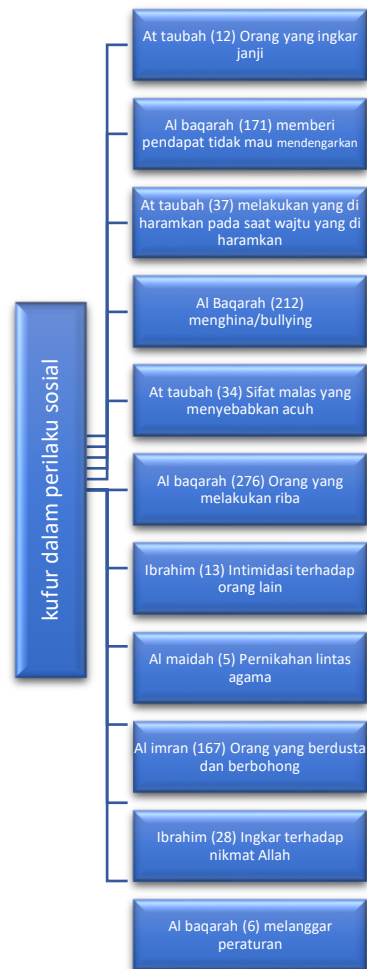 kufur dalam perilaku sosial
At taubah (12) Orang yang ingkar
janji
Al baqarah (171) memberi
pendapat tidak mau mendengarkan
At taubah (37) melakukan yang di
haramkan pada saat wajtu yang di
haramkan
Al Baqarah (212)
menghina/bullying
At taubah (34) Sifat malas yang
menyebabkan acuh
Al baqarah (276) Orang yang
melakukan riba
Ibrahim (13) Intimidasi terhadap
orang lain
Al maidah (5) Pernikahan lintas
agama
Al imran (167) Orang yang berdusta
dan berbohong
Ibrahim (28) Ingkar terhadap
nikmat Allah
Al baqarah (6) melanggar
peraturan